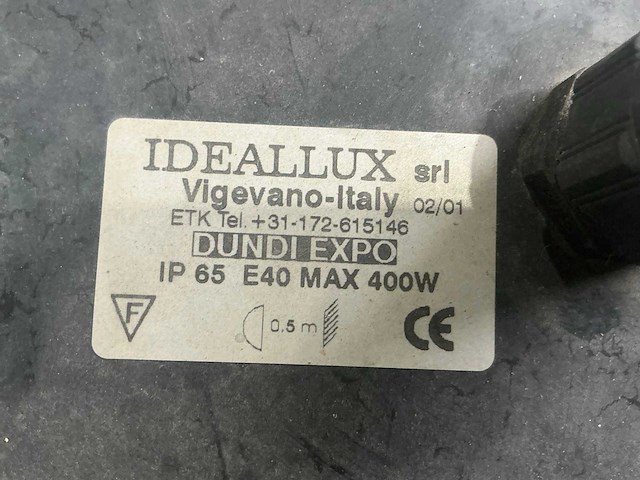 IDEALLUX srl
Vigevano-Italy 02/01
ETK Tel. +31-172-615146
DUNDI EXPO
IP 65 E40 MAX 400W
F 0.5 m CE